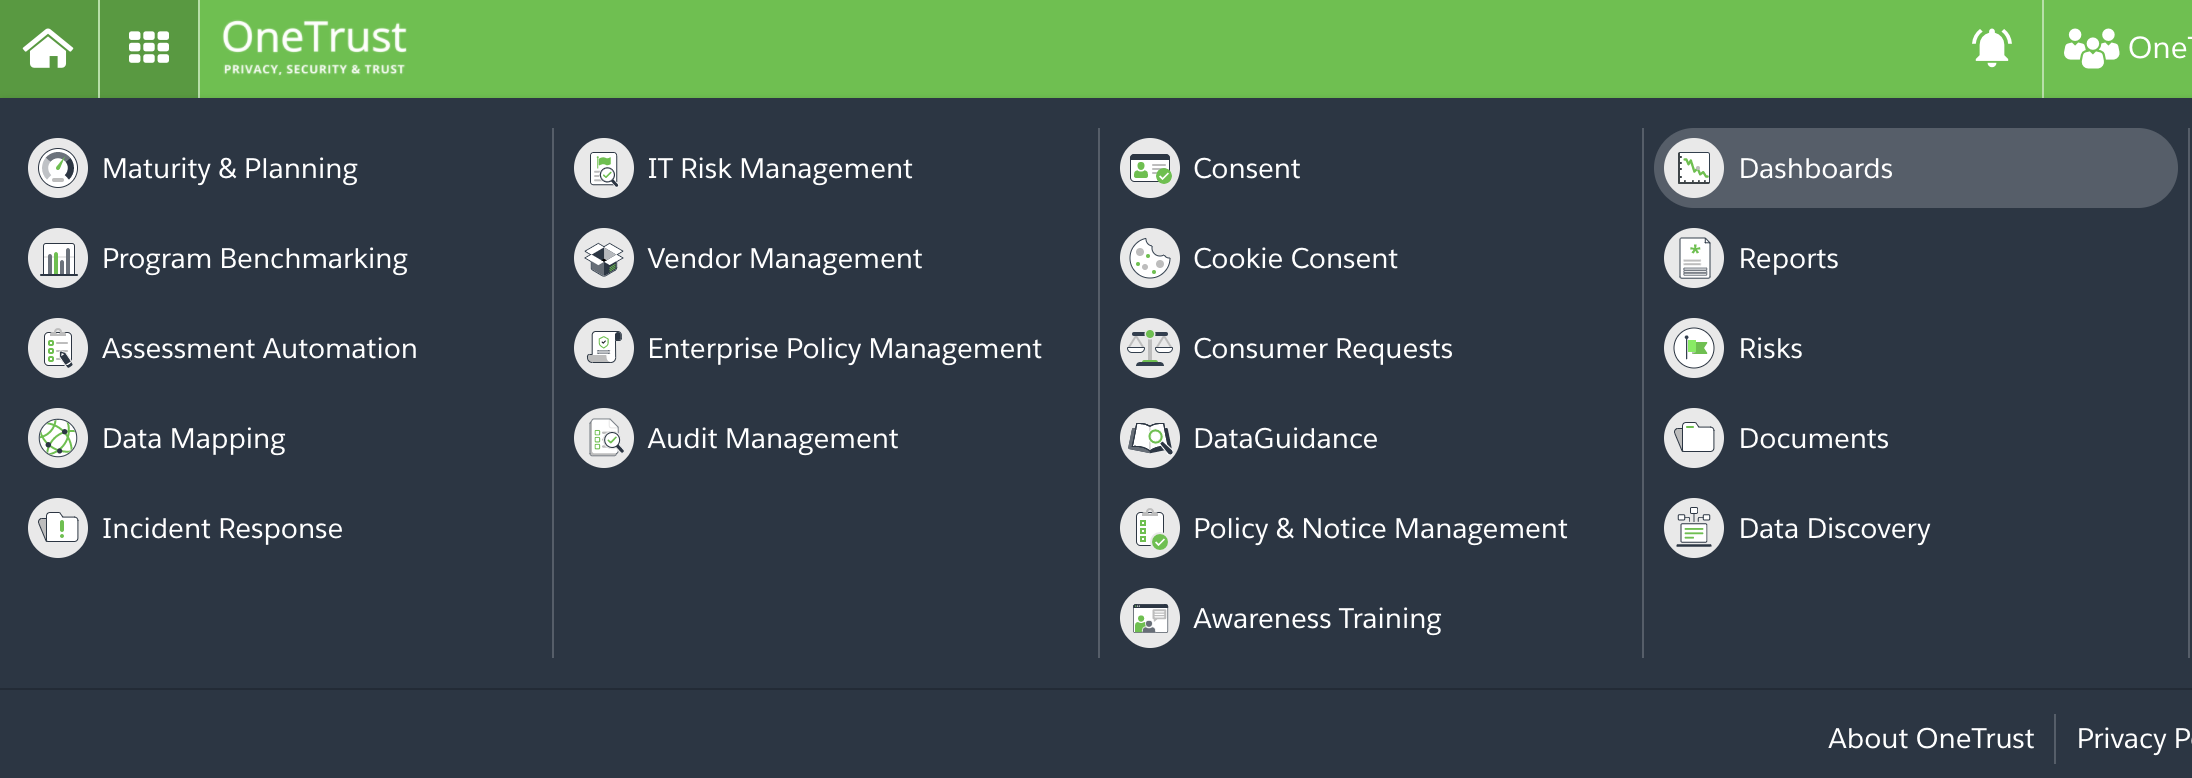 OneTrust
PRIVACY, SECURITY & TRUST
OneT
Maturity & Planning
Program Benchmarking
Assessment Automation
Data Mapping
Incident Response
IT Risk Management
Vendor Management
Enterprise Policy Management
Audit Management
Consent
Cookie Consent
Consumer Requests
DataGuidance
Policy & Notice Management
Awareness Training
Dashboards
Reports
Risks
Documents
Data Discovery
About OneTrust
Privacy P